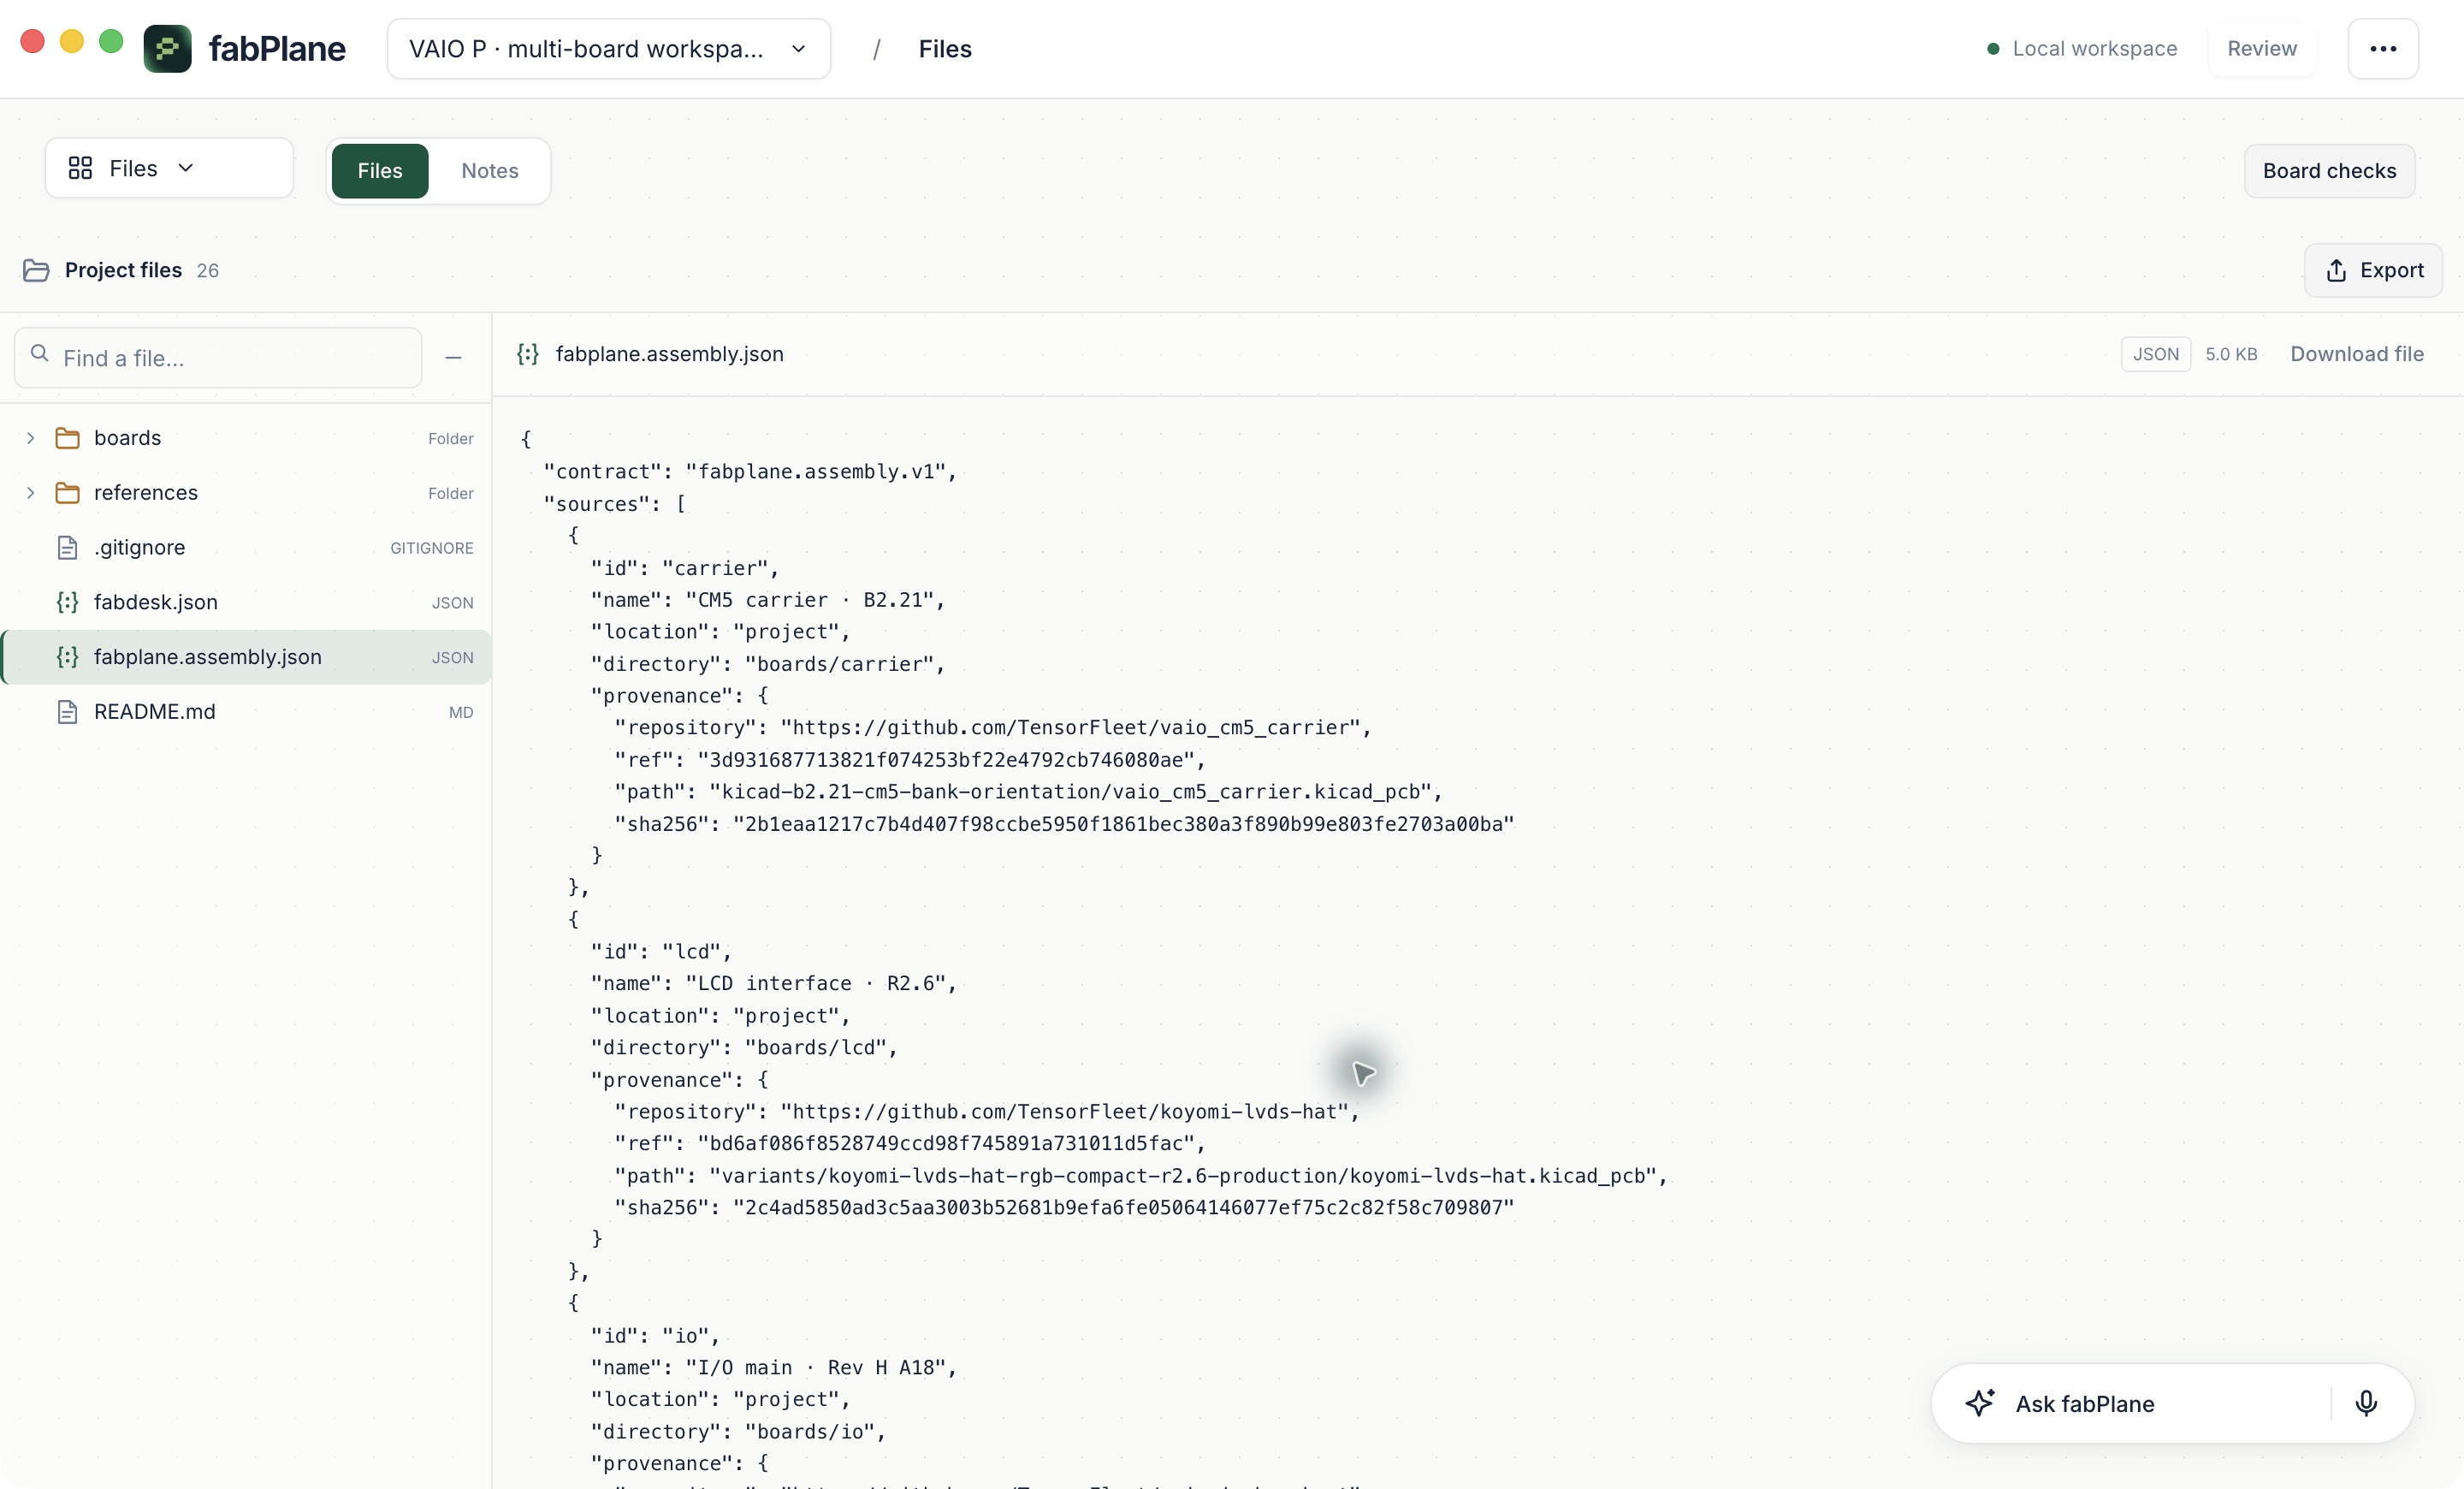 fabPlane
VAIO P · multi-board workspa...
/
Files
Local workspace
Review
Files
Files
Notes
Board checks
Project files 26
Export
Find a file...
boards Folder
references Folder
.gitignore GITIGNORE
fabdesk.json JSON
fabplane.assembly.json JSON
README.md MD
fabplane.assembly.json
JSON 5.0 KB Download file
{
"contract": "fabplane.assembly.v1",
"sources": [
{
"id": "carrier",
"name": "CM5 carrier · B2.21",
"location": "project",
"directory": "boards/carrier",
"provenance": {
"repository": "https://github.com/TensorFleet/vaio_cm5_carrier",
"ref": "3d931687713821f074253bf22e4792cb746080ae",
"path": "kicad-b2.21-cm5-bank-orientation/vaio_cm5_carrier.kicad_pcb",
"sha256": "2b1eaa1217c7b4d407f98ccbe5950f1861bec380a3f890b99e803fe2703a00ba"
}
},
{
"id": "lcd",
"name": "LCD interface · R2.6",
"location": "project",
"directory": "boards/lcd",
"provenance": {
"repository": "https://github.com/TensorFleet/koyomi-lvds-hat",
"ref": "bd6af086f8528749ccd98f745891a731011d5fac",
"path": "variants/koyomi-lvds-hat-rgb-compact-r2.6-production/koyomi-lvds-hat.kicad_pcb",
"sha256": "2c4ad5850ad3c5aa3003b52681b9efa6fe05064146077ef75c2c82f58c709807"
}
},
{
"id": "io",
"name": "I/O main · Rev H A18",
"location": "project",
"directory": "boards/io",
"provenance": {
Ask fabPlane